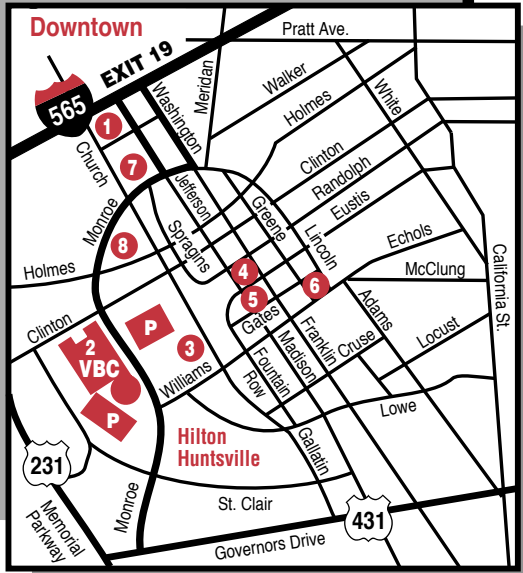 Downtown
EXIT 19
565
Pratt Ave.
Meridan
Washington
Walker
Holmes
White
1
7
Church
Clinton
Randolph
Eustis
Jefferson
Greene
Lincoln
Monroe
Spragins
8
Echols
McClung
California St.
Holmes
4
5
6
Gates
Adams
Clinton
P
2
VBC
3
Williams
Franklin
Madison
Cruse
Locust
Fountain
Row
P
Lowe
Hilton
Huntsville
Gallatin
231
St. Clair
Monroe
Memorial
Parkway
431
Governors Drive